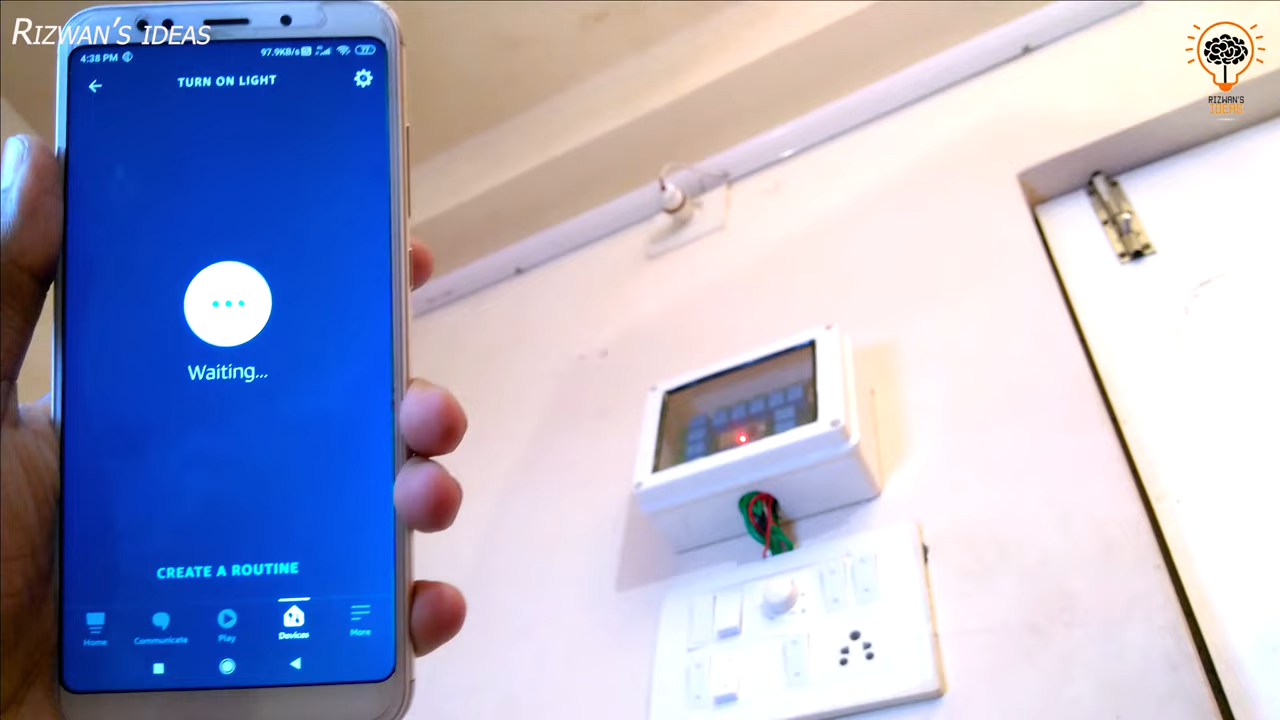 RIZWAN'S IDEAS
4:38 PM
97.9KB/s
77
TURN ON LIGHT
Waiting...
CREATE A ROUTINE
Home
Communicate
Play
Devices
More
RIZWAN'S
IDEAS